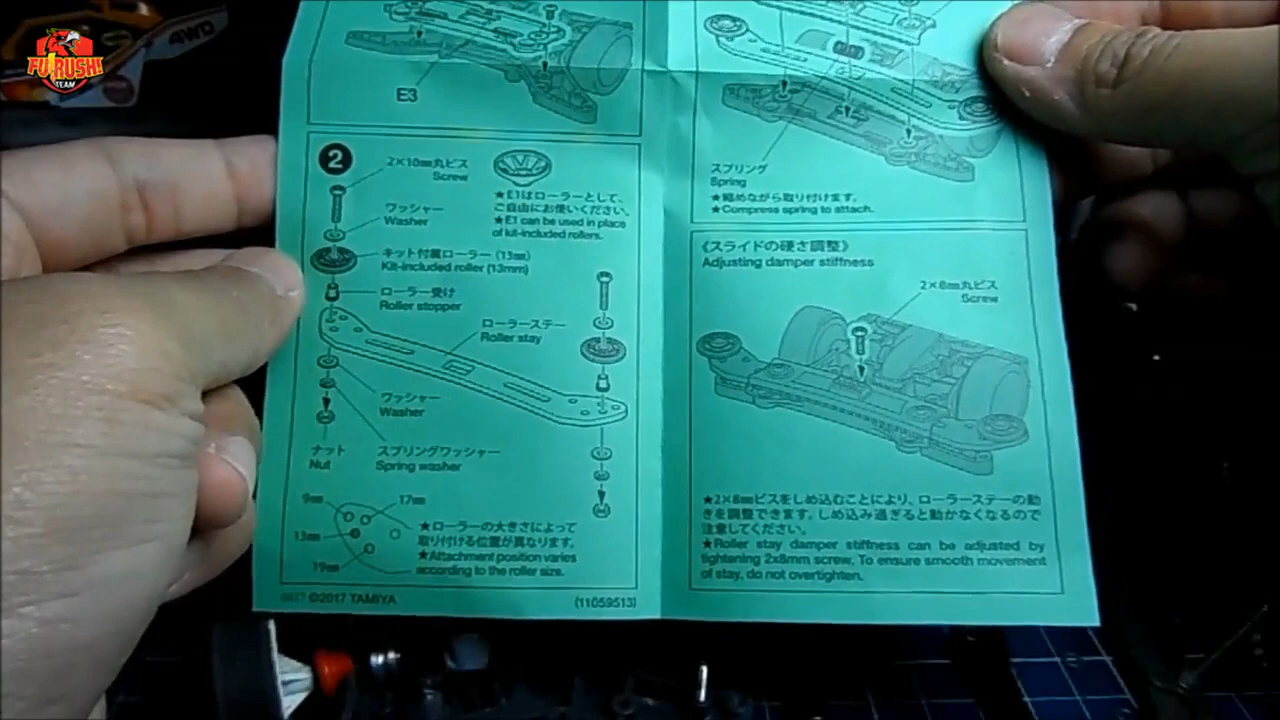 4WD
FU RUSH!
TEAM
E3
2
2×10㎜丸ビス
Screw
ワッシャー
Washer
キット付属ローラー(13㎜)
Kit-included roller (13mm)
ローラー受け
Roller stopper
★E1はローラーとして、
ご自由にお使いください。
★E1 can be used in place
of kit-included rollers.
ローラーステー
Roller stay
ワッシャー
Washer
ナット
Nut
スプリングワッシャー
Spring washer
9㎜
17㎜
13㎜
19㎜
★ローラーの大きさによって
取り付ける位置が異なります。
★Attachment position varies
according to the roller size.
©2017 TAMIYA
(11059513)
スプリング
Spring
★縮めながら取り付けます。
★Compress spring to attach.
《スライドの硬さ調整》
Adjusting damper stiffness
2×8㎜丸ビス
Screw
★2×8㎜ビスをしめ込むことにより、ローラーステーの動
きを調整できます。しめ込み過ぎると動かなくなるので
注意してください。
★Roller stay damper stiffness can be adjusted by
tightening 2x8mm screw. To ensure smooth movement
of stay, do not overtighten.